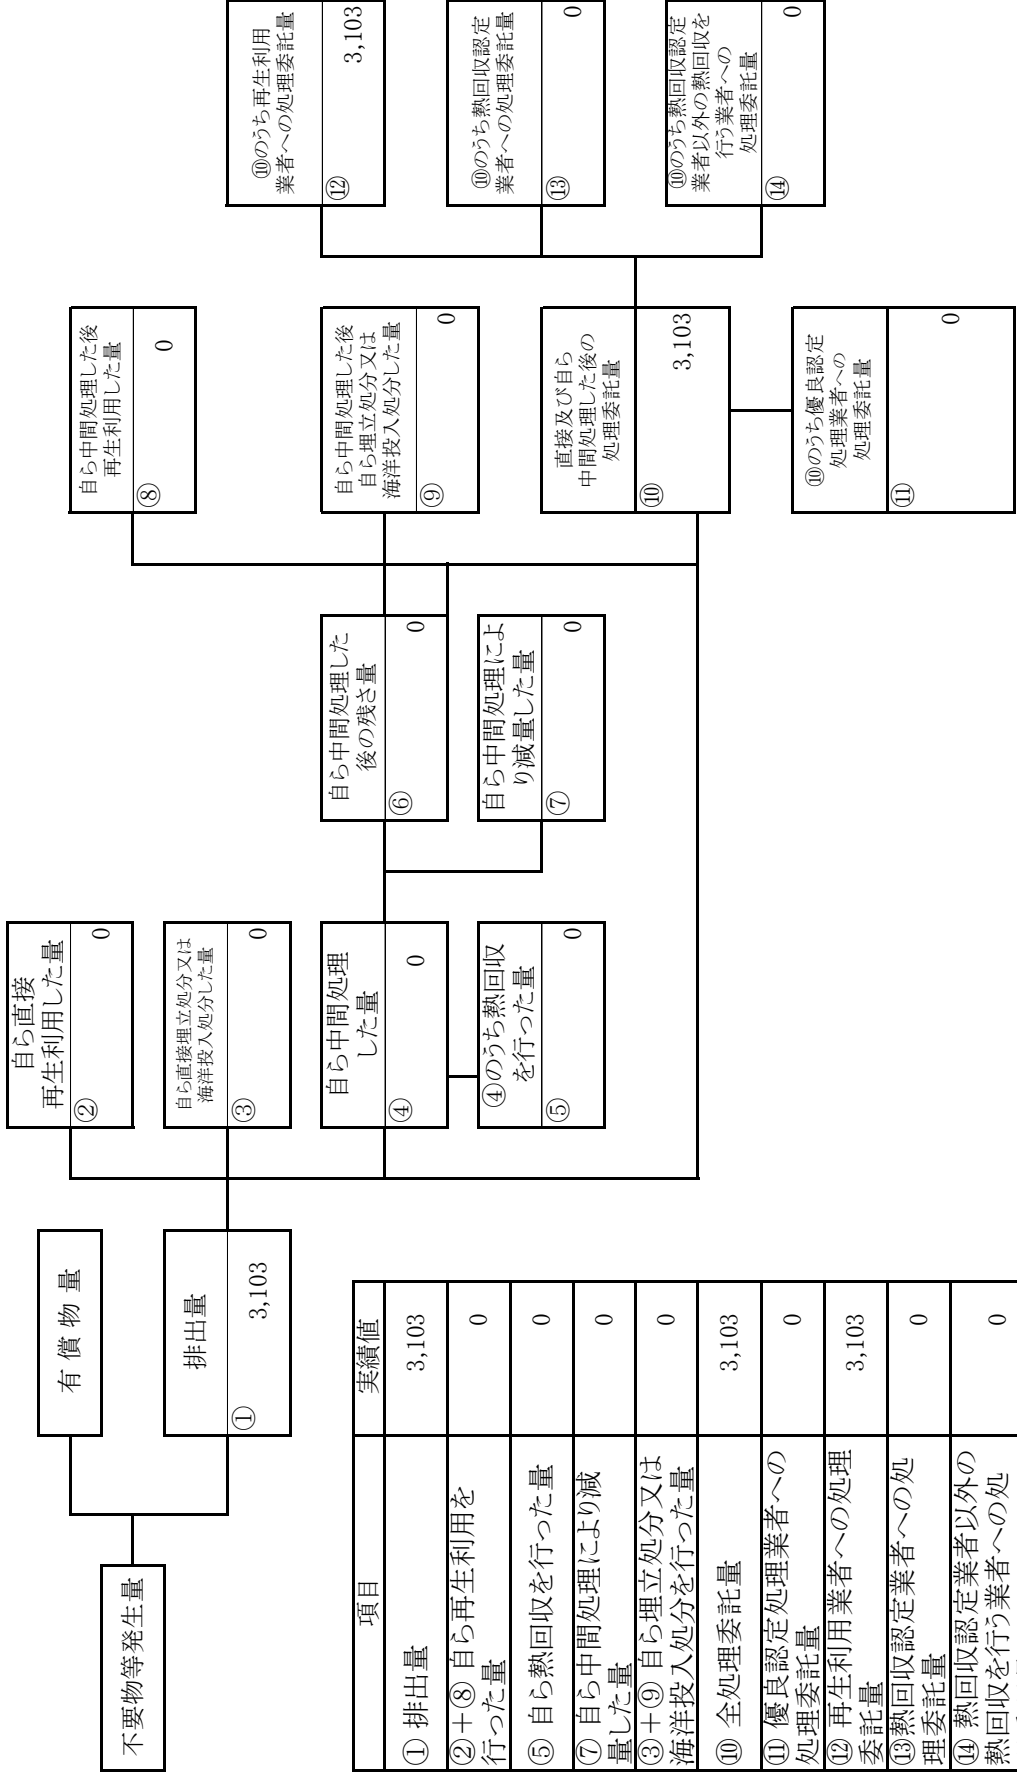 不要物等発生量
有 償 物 量
排出量
① 3,103
自ら直接
再生利用した量
② 0
自ら直接埋立処分又は
海洋投入処分した量
③ 0
自ら中間処理
した量
④ 0
④のうち熱回収
を行った量
⑤ 0
自ら中間処理した
後の残さ量
⑥ 0
自ら中間処理によ
り減量した量
⑦ 0
自ら中間処理した後
再生利用した量
⑧ 0
自ら中間処理した後
自ら埋立処分又は
海洋投入処分した量
⑨ 0
直接及び自ら
中間処理した後の
処理委託量
⑩ 3,103
⑩のうち優良認定
処理業者への
処理委託量
⑪ 0
⑩のうち再生利用
業者への処理委託量
⑫ 3,103
⑩のうち熱回収認定
業者への処理委託量
⑬ 0
⑩のうち熱回収認定
業者以外の熱回収を
行う業者への
処理委託量
⑭ 0
項目 実績値
① 排出量 3,103
②＋⑧ 自ら再生利用を
行った量 0
⑤ 自ら熱回収を行った量 0
⑦ 自ら中間処理により減
量した量 0
③＋⑨ 自ら埋立処分又は
海洋投入処分を行った量 0
⑩ 全処理委託量 3,103
⑪ 優良認定処理業者への
処理委託量 0
⑫ 再生利用業者への処理
委託量 3,103
⑬熱回収認定業者への処
理委託量 0
⑭ 熱回収認定業者以外の
熱回収を行う業者への処 0